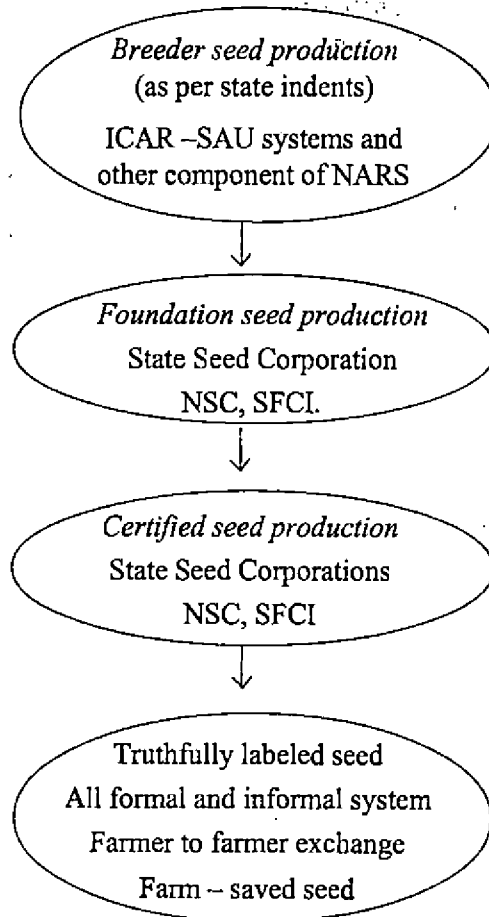 Breeder seed production
(as per state indents)
ICAR –SAU systems and
other component of NARS
Foundation seed production
State Seed Corporation
NSC, SFCI.
Certified seed production
State Seed Corporations
NSC, SFCI
Truthfully labeled seed
All formal and informal system
Farmer to farmer exchange
Farm – saved seed